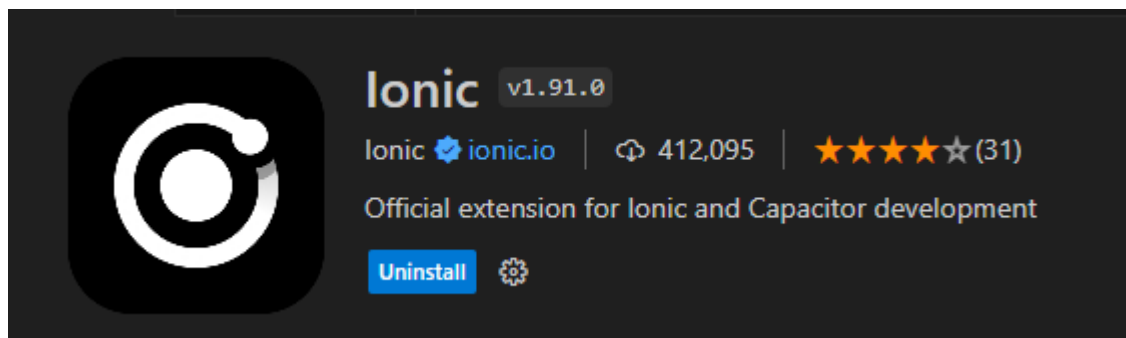 Ionic v1.91.0
Ionic ionic.io 412,095 (31)
Official extension for Ionic and Capacitor development
Uninstall